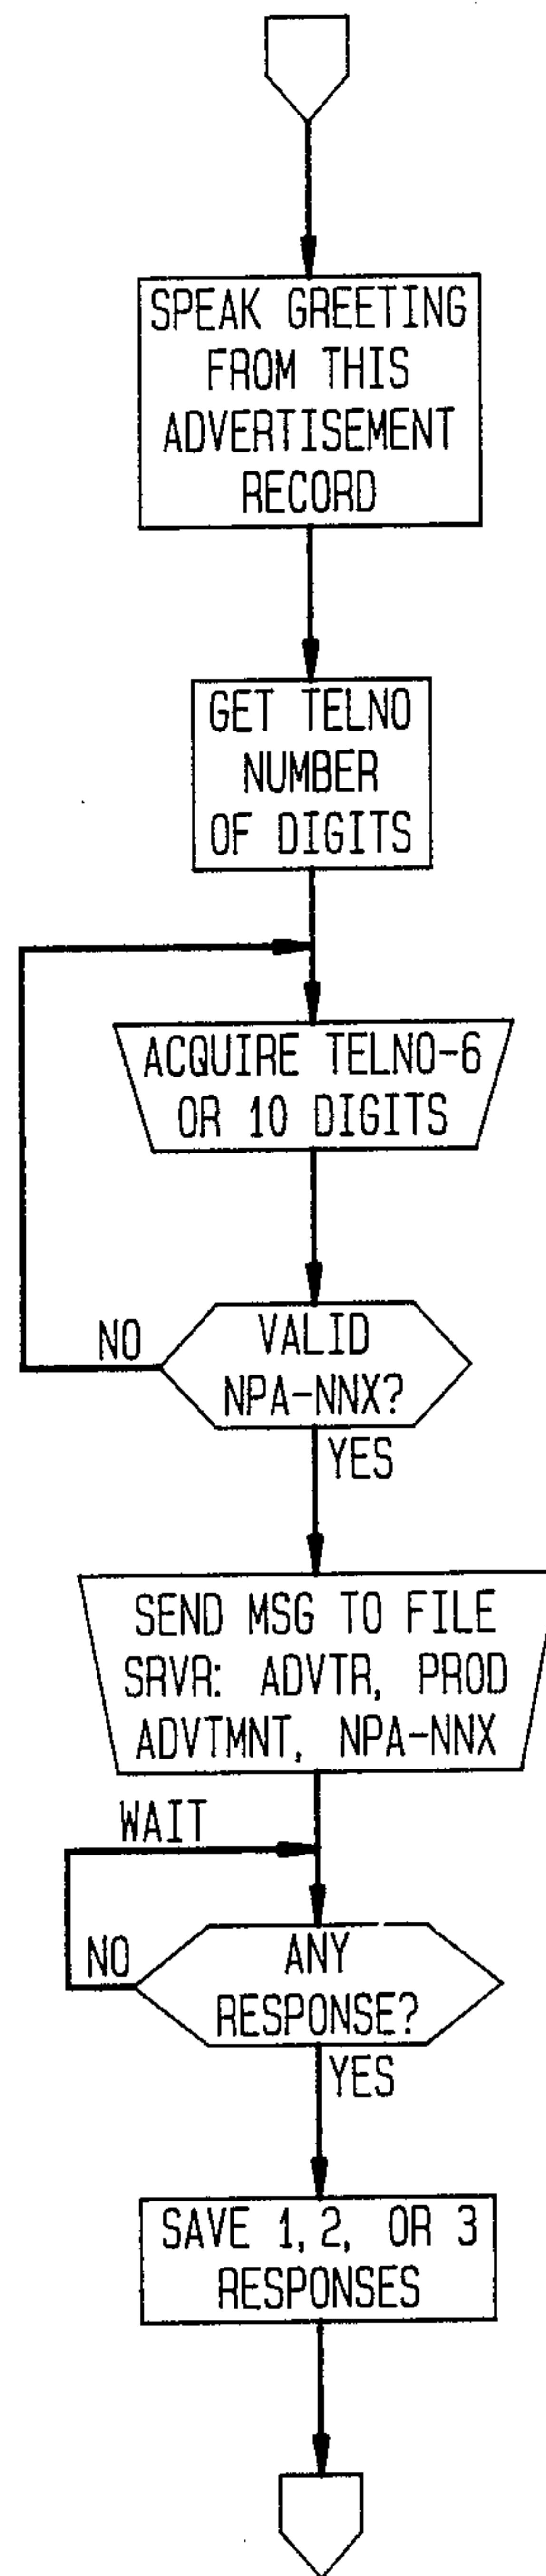 SPEAK GREETING
FROM THIS
ADVERTISEMENT
RECORD
GET TELNO
NUMBER
OF DIGITS
ACQUIRE TELNO-6
OR 10 DIGITS
NO
VALID
NPA-NNX?
YES
SEND MSG TO FILE
SRVR: ADVTR, PROD
ADVTMNT, NPA-NNX
WAIT
NO
ANY
RESPONSE?
YES
SAVE 1, 2, OR 3
RESPONSES